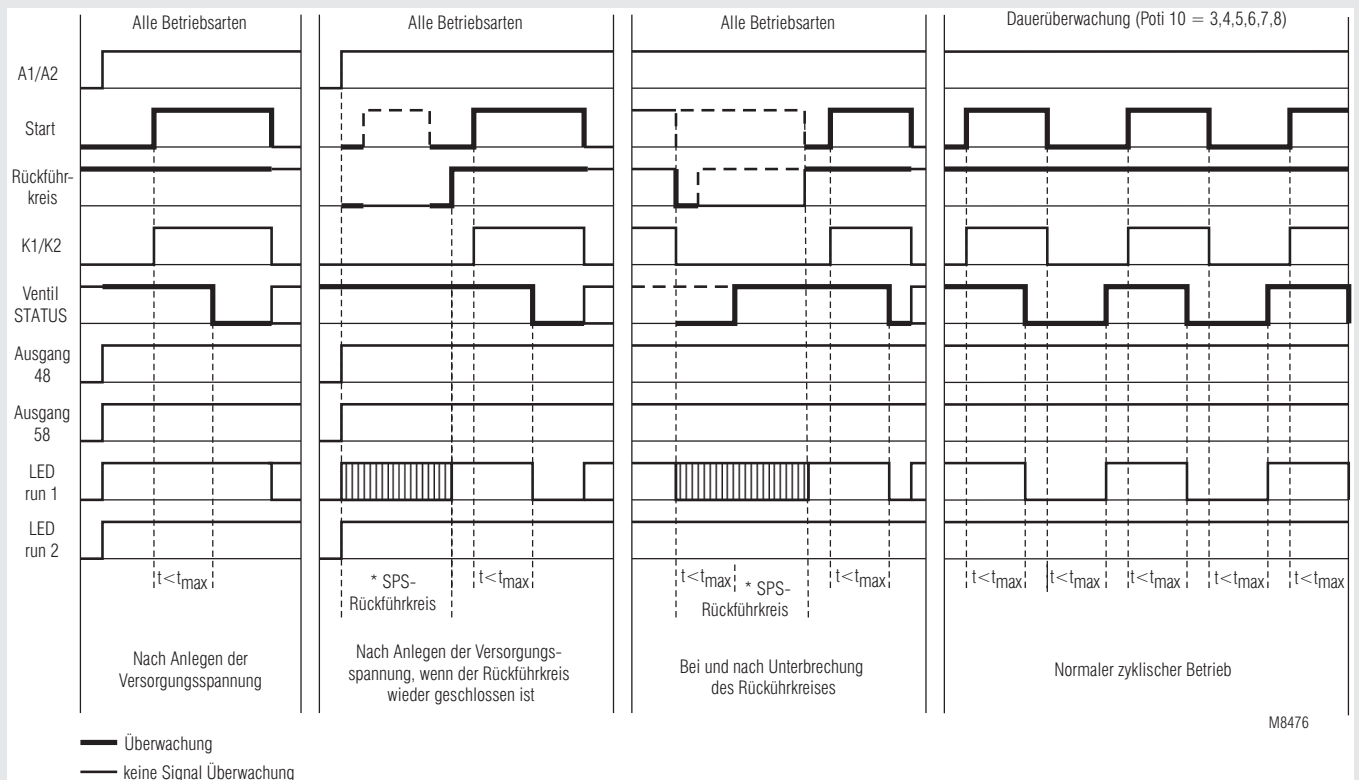 Alle Betriebsarten
Alle Betriebsarten
Alle Betriebsarten
Dauerüberwachung (Poti 10 = 3,4,5,6,7,8)
A1/A2
Start
Rückführ-
kreis
K1/K2
Ventil
STATUS
Ausgang
48
Ausgang
58
LED
run 1
LED
run 2
t<tmax
* SPS-
Rückführkreis
t<tmax
t<tmax
* SPS-
Rückführkreis
t<tmax
t<tmax
t<tmax
t<tmax
t<tmax
t<tmax
Nach Anlegen der
Versorgungsspannung
Nach Anlegen der Versorgungs-
spannung, wenn der Rückführkreis
wieder geschlossen ist
Bei und nach Unterbrechung
des Rückührkreises
Normaler zyklischer Betrieb
M8476
Überwachung
keine Signal Überwachung